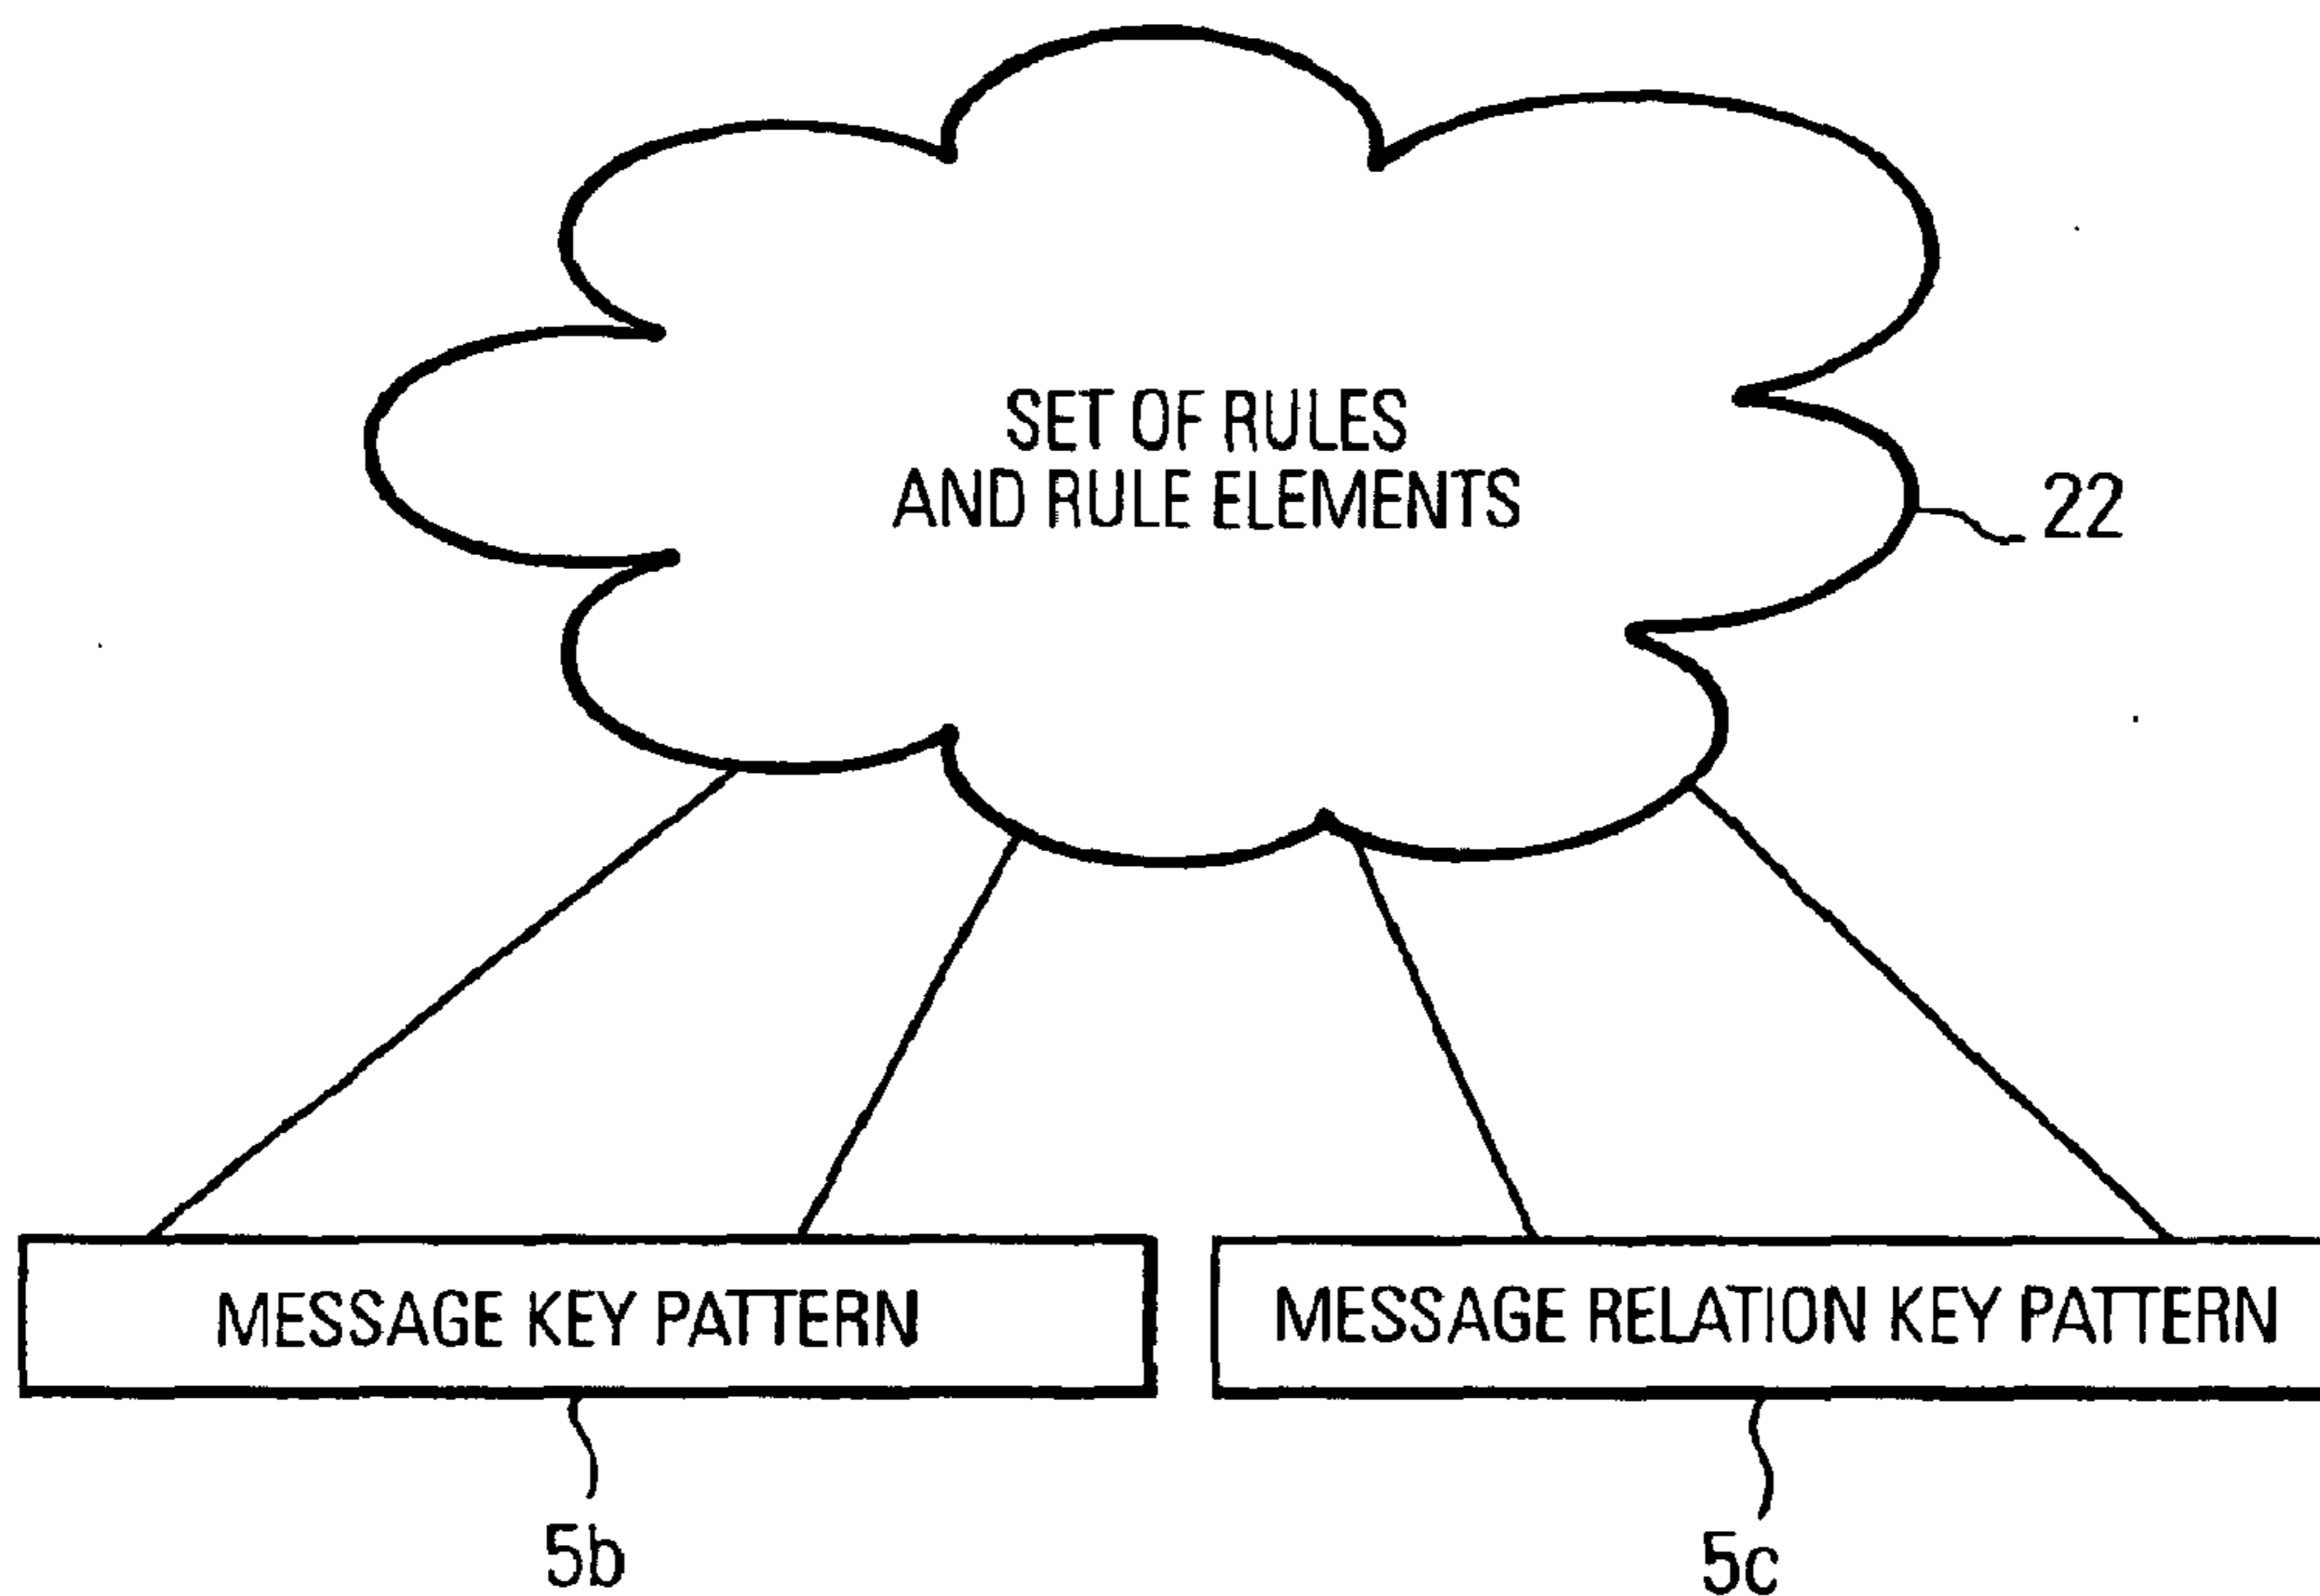 SET OF RULES
AND RULE ELEMENTS
22
MESSAGE KEY PATTERN
MESSAGE RELATION KEY PATTERN
5b
5c